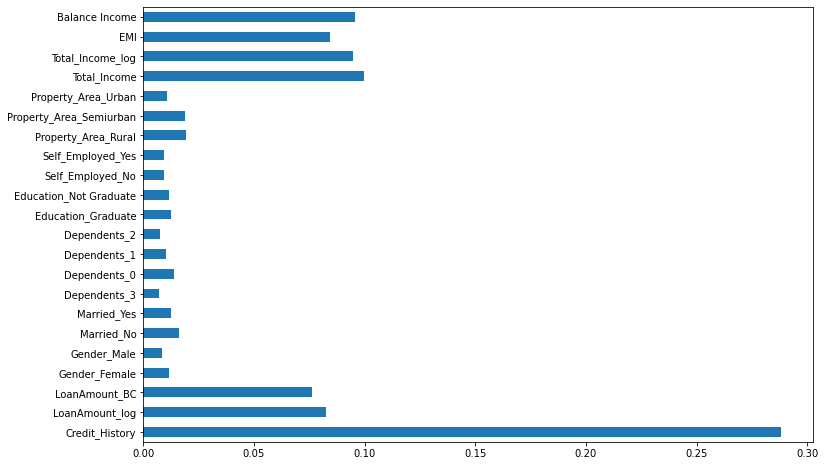 Balance Income
EMI
Total_Income_log
Total_Income
Property_Area_Urban
Property_Area_Semiurban
Property_Area_Rural
Self_Employed_Yes
Self_Employed_No
Education_Not Graduate
Education_Graduate
Dependents_2
Dependents_1
Dependents_0
Dependents_3
Married_Yes
Married_No
Gender_Male
Gender_Female
LoanAmount_BC
LoanAmount_log
Credit_History
0.00 0.05 0.10 0.15 0.20 0.25 0.30